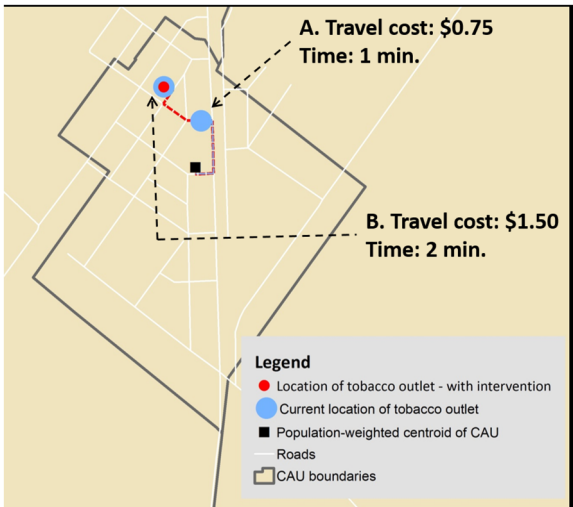 A. Travel cost: $0.75
Time: 1 min.
B. Travel cost: $1.50
Time: 2 min.
Legend
Location of tobacco outlet - with intervention
Current location of tobacco outlet
Population-weighted centroid of CAU
Roads
CAU boundaries